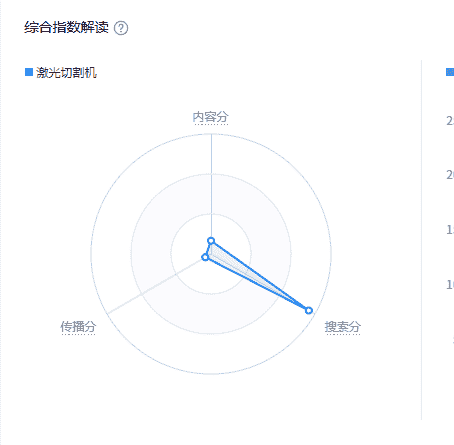 综合指数解读 ?
激光切割机
内容分
传播分
搜索分